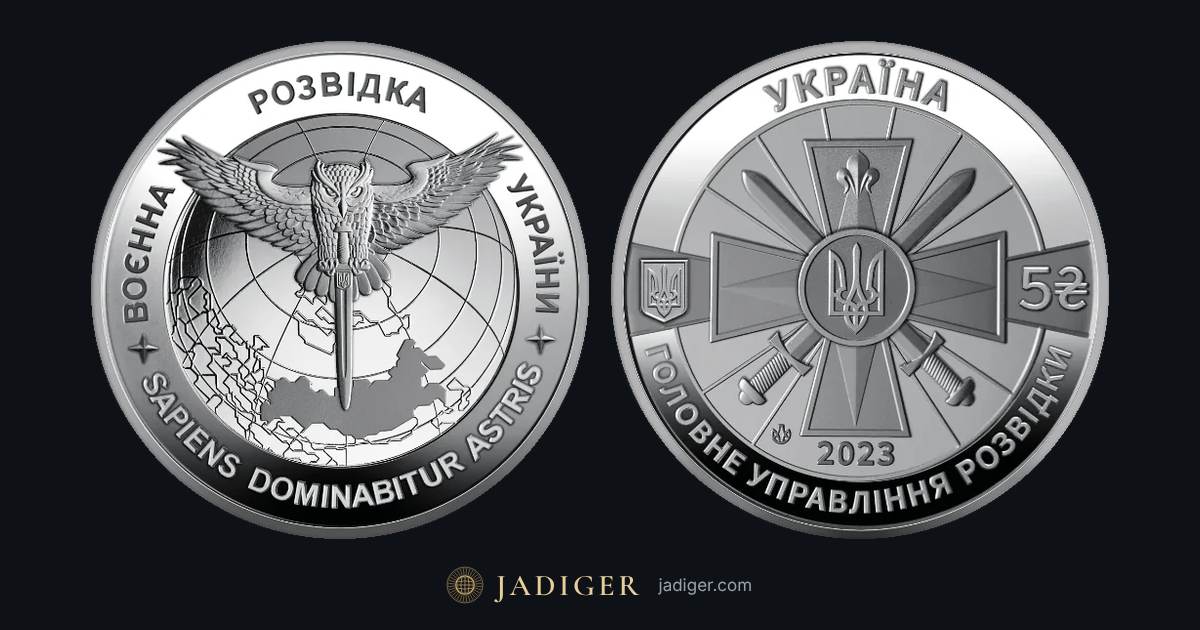 ВОЄННА РОЗВІДКА УКРАЇНИ
SAPIENS DOMINABITUR ASTRIS
УКРАЇНА
5₴
2023
ГОЛОВНЕ УПРАВЛІННЯ РОЗВІДКИ
JADIGER jadiger.com